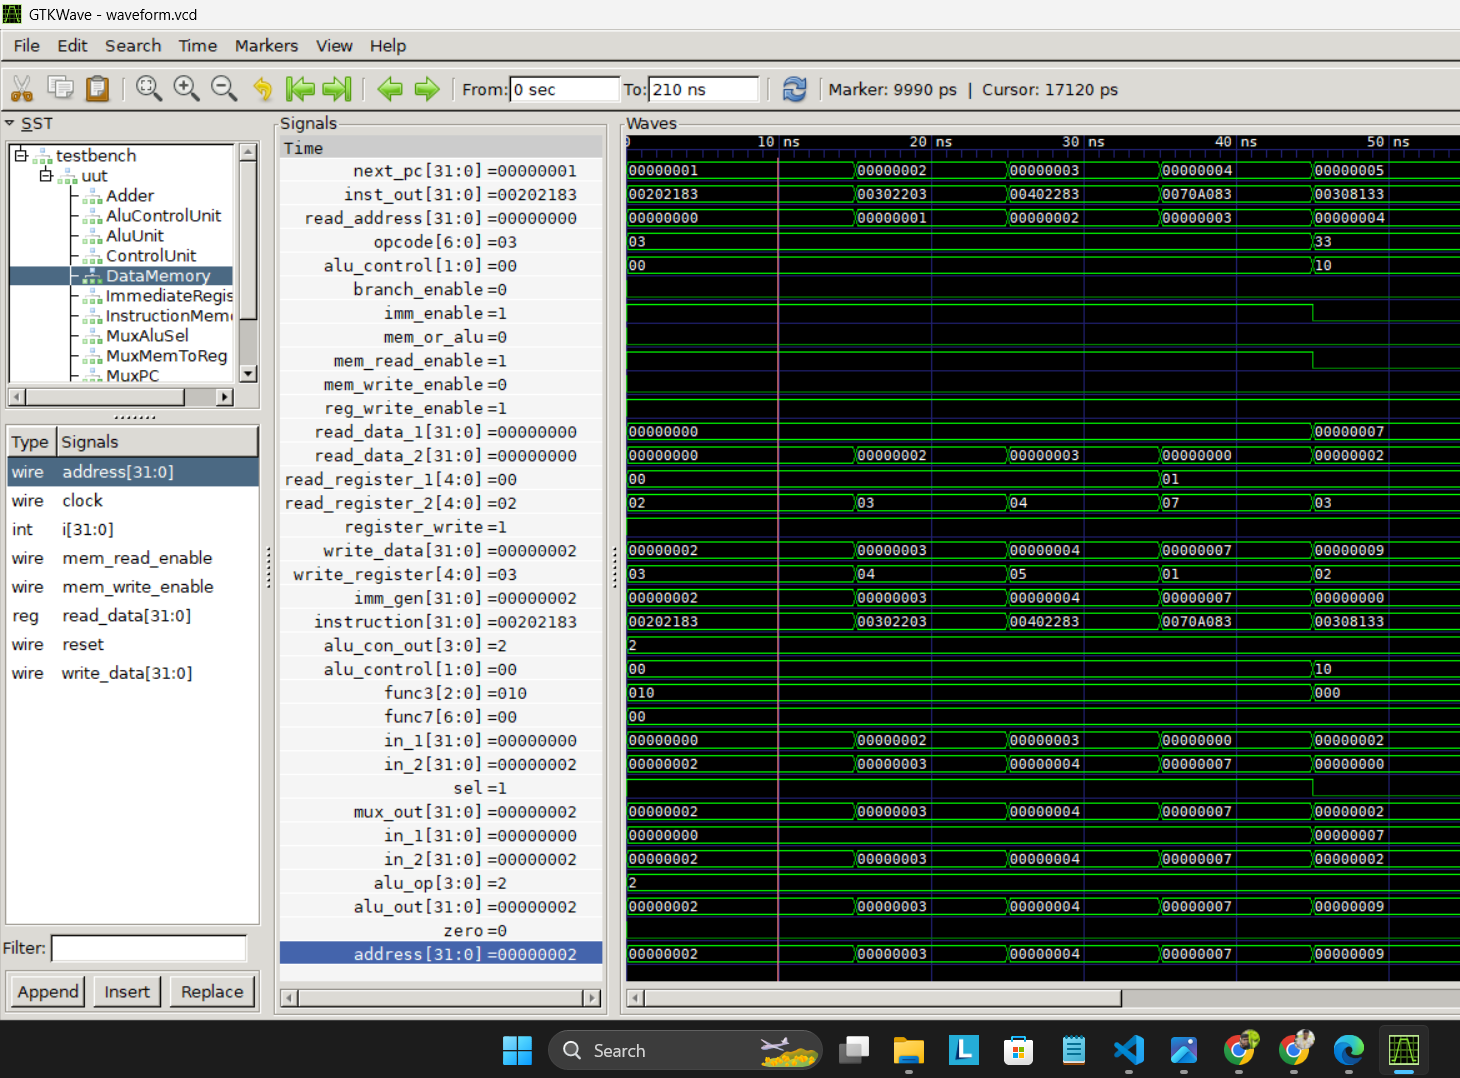 GTKWave - waveform.vcd
File Edit Search Time Markers View Help
From: 0 sec To: 210 ns Marker: 9990 ps | Cursor: 17120 ps
SST
testbench
uut
Adder
AluControlUnit
AluUnit
ControlUnit
DataMemory
ImmediateRegis
InstructionMem
MuxAluSel
MuxMemToReg
MuxPC
Type Signals
wire address[31:0]
wire clock
int i[31:0]
wire mem_read_enable
wire mem_write_enable
reg read_data[31:0]
wire reset
wire write_data[31:0]
Filter:
Append Insert Replace
Signals
Time
next_pc[31:0] =00000001
inst_out[31:0] =00202183
read_address[31:0] =00000000
opcode[6:0] =03
alu_control[1:0] =00
branch_enable =0
imm_enable =1
mem_or_alu =0
mem_read_enable =1
mem_write_enable =0
reg_write_enable =1
read_data_1[31:0] =00000000
read_data_2[31:0] =00000000
read_register_1[4:0] =00
read_register_2[4:0] =02
register_write =1
write_data[31:0] =00000002
write_register[4:0] =03
imm_gen[31:0] =00000002
instruction[31:0] =00202183
alu_con_out[3:0] =2
alu_control[1:0] =00
func3[2:0] =010
func7[6:0] =00
in_1[31:0] =00000000
in_2[31:0] =00000002
sel =1
mux_out[31:0] =00000002
in_1[31:0] =00000000
in_2[31:0] =00000002
alu_op[3:0] =2
alu_out[31:0] =00000002
zero =0
address[31:0] =00000002
Waves
10 ns 20 ns 30 ns 40 ns 50 ns
00000001 00000002 00000003 00000004 00000005
00202183 00302203 00402283 0070A083 00308133
00000000 00000001 00000002 00000003 00000004
03 33
00 10
00000000 00000007
00000000 00000002 00000003 00000000 00000002
00 01
02 03 04 07 03
00000002 00000003 00000004 00000007 00000009
03 04 05 01 02
00000002 00000003 00000004 00000007 00000000
00202183 00302203 00402283 0070A083 00308133
2
00 10
010 000
00
00000000 00000002 00000003 00000000 00000002
00000002 00000003 00000004 00000007 00000000
00000002 00000003 00000004 00000007 00000002
00000000 00000007
00000002 00000003 00000004 00000007 00000002
2
00000002 00000003 00000004 00000007 00000009
00000002 00000003 00000004 00000007 00000009
Search
L